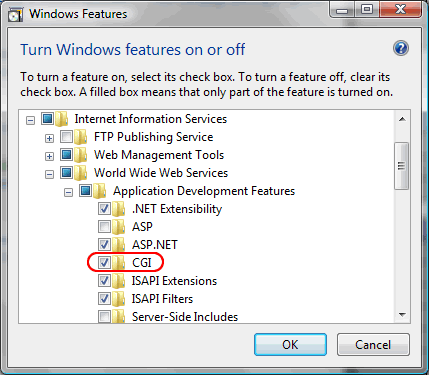 Windows Features
Turn Windows features on or off
To turn a feature on, select its check box. To turn a feature off, clear its
check box. A filled box means that only part of the feature is turned on.
Internet Information Services
FTP Publishing Service
Web Management Tools
World Wide Web Services
Application Development Features
.NET Extensibility
ASP
ASP.NET
CGI
ISAPI Extensions
ISAPI Filters
Server-Side Includes
OK
Cancel